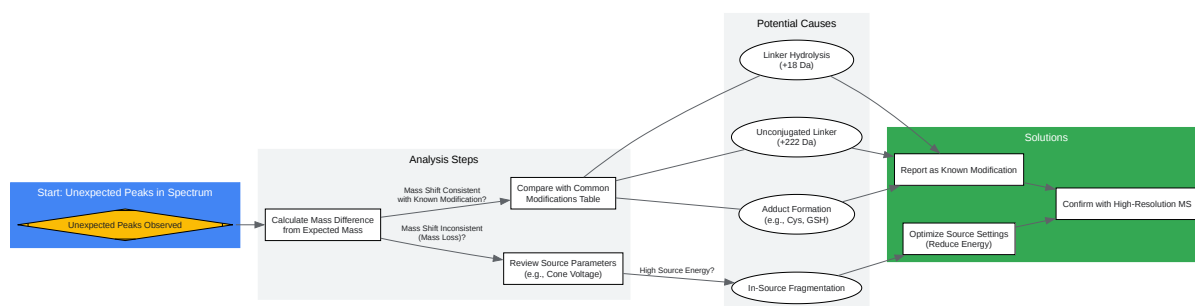 Start: Unexpected Peaks in Spectrum
Unexpected Peaks Observed
Analysis Steps
Calculate Mass Difference
from Expected Mass
Mass Shift Consistent
with Known Modification?
Mass Shift Inconsistent
(Mass Loss)?
Compare with Common
Modifications Table
Review Source Parameters
(e.g., Cone Voltage)
High Source Energy?
Potential Causes
Linker Hydrolysis
(+18 Da)
Unconjugated Linker
(+222 Da)
Adduct Formation
(e.g., Cys, GSH)
In-Source Fragmentation
Solutions
Report as Known Modification
Optimize Source Settings
(Reduce Energy)
Confirm with High-Resolution MS